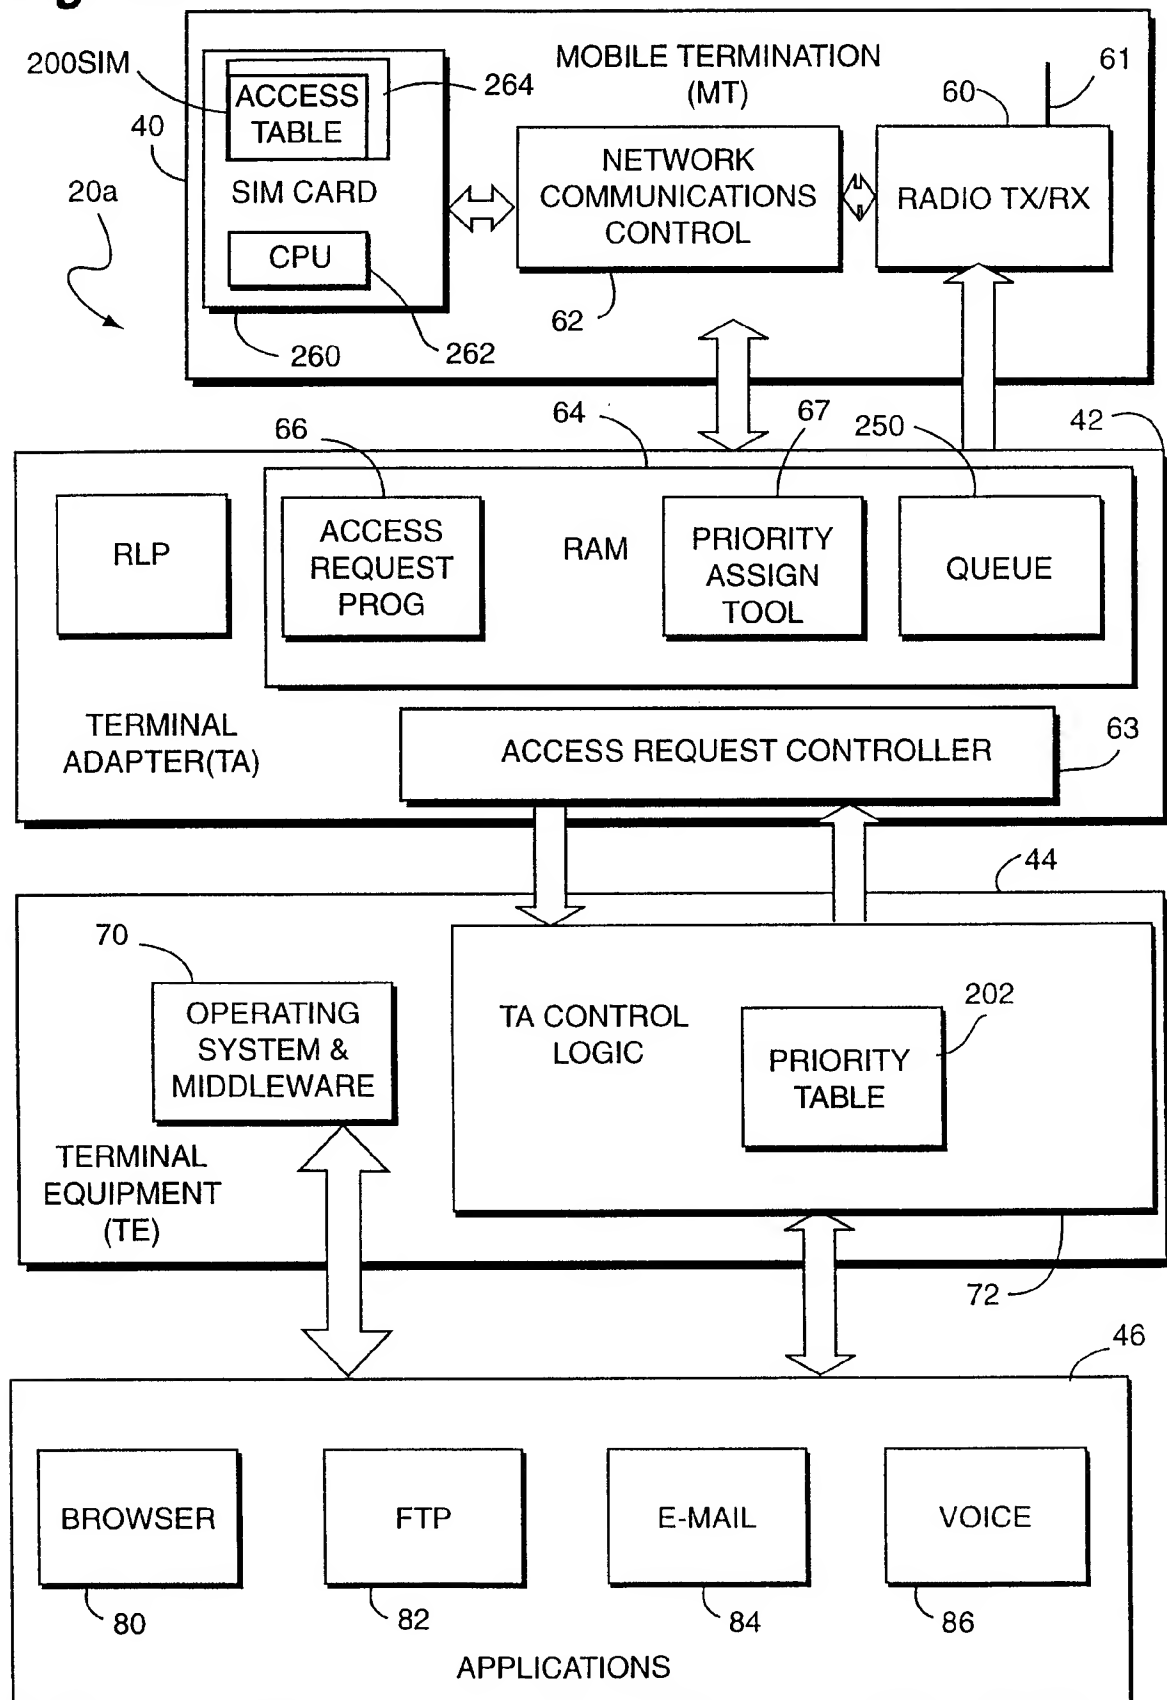 MOBILE TERMINATION
(MT)
200SIM
264
61
60
40
ACCESS
TABLE
SIM CARD
CPU
NETWORK
COMMUNICATIONS
CONTROL
RADIO TX/RX
20a
62
260
262
66
64
67
250
42
RLP
ACCESS
REQUEST
PROG
RAM
PRIORITY
ASSIGN
TOOL
QUEUE
TERMINAL
ADAPTER(TA)
ACCESS REQUEST CONTROLLER
63
44
70
OPERATING
SYSTEM &
MIDDLEWARE
TA CONTROL
LOGIC
202
PRIORITY
TABLE
TERMINAL
EQUIPMENT
(TE)
72
46
BROWSER
FTP
E-MAIL
VOICE
80
82
84
86
APPLICATIONS